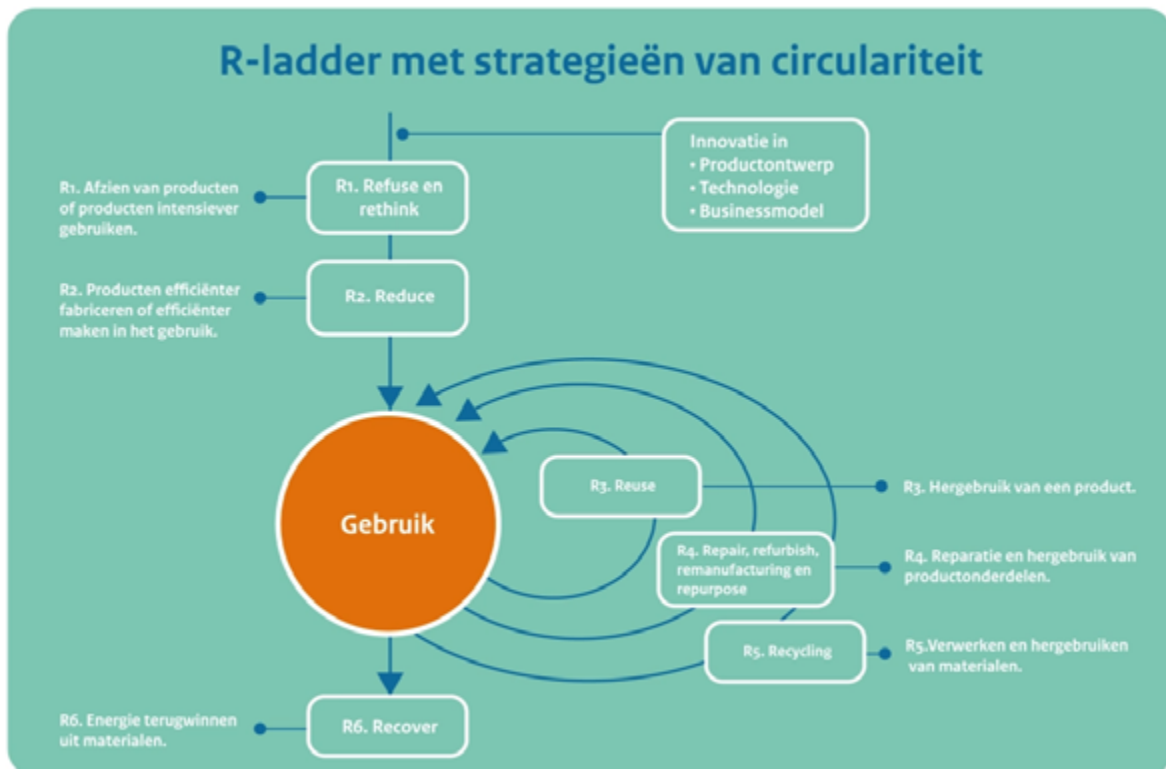 R-ladder met strategieën van circulariteit
Innovatie in
• Productontwerp
• Technologie
• Businessmodel
R1. Afzien van producten
of producten intensiever
gebruiken.
R1. Refuse en
rethink
R2. Producten efficiënter
fabriceren of efficiënter
maken in het gebruik.
R2. Reduce
Gebruik
R3. Reuse
R3. Hergebruik van een product.
R4. Repair, refurbish,
remanufacturing en
repurpose
R4. Reparatie en hergebruik van
productonderdelen.
R5. Recycling
R5.Verwerken en hergebruiken
van materialen.
R6. Energie terugwinnen
uit materialen.
R6. Recover